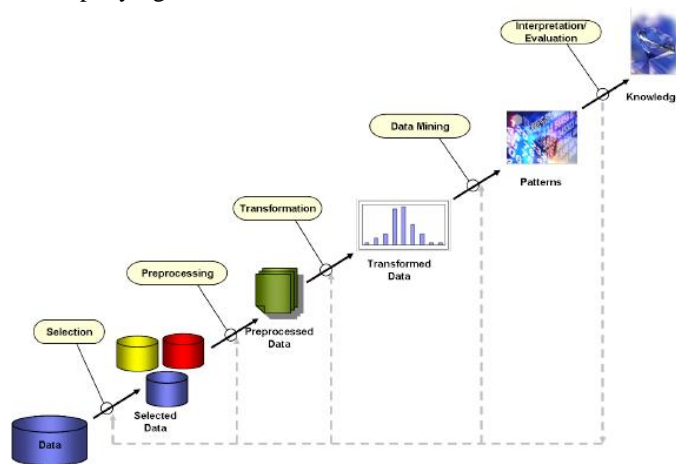 Interpretation/
Evaluation
Knowledg
Data Mining
Patterns
Transformation
Transformed
Data
Preprocessing
Preprocessed
Data
Selection
Selected
Data
Data